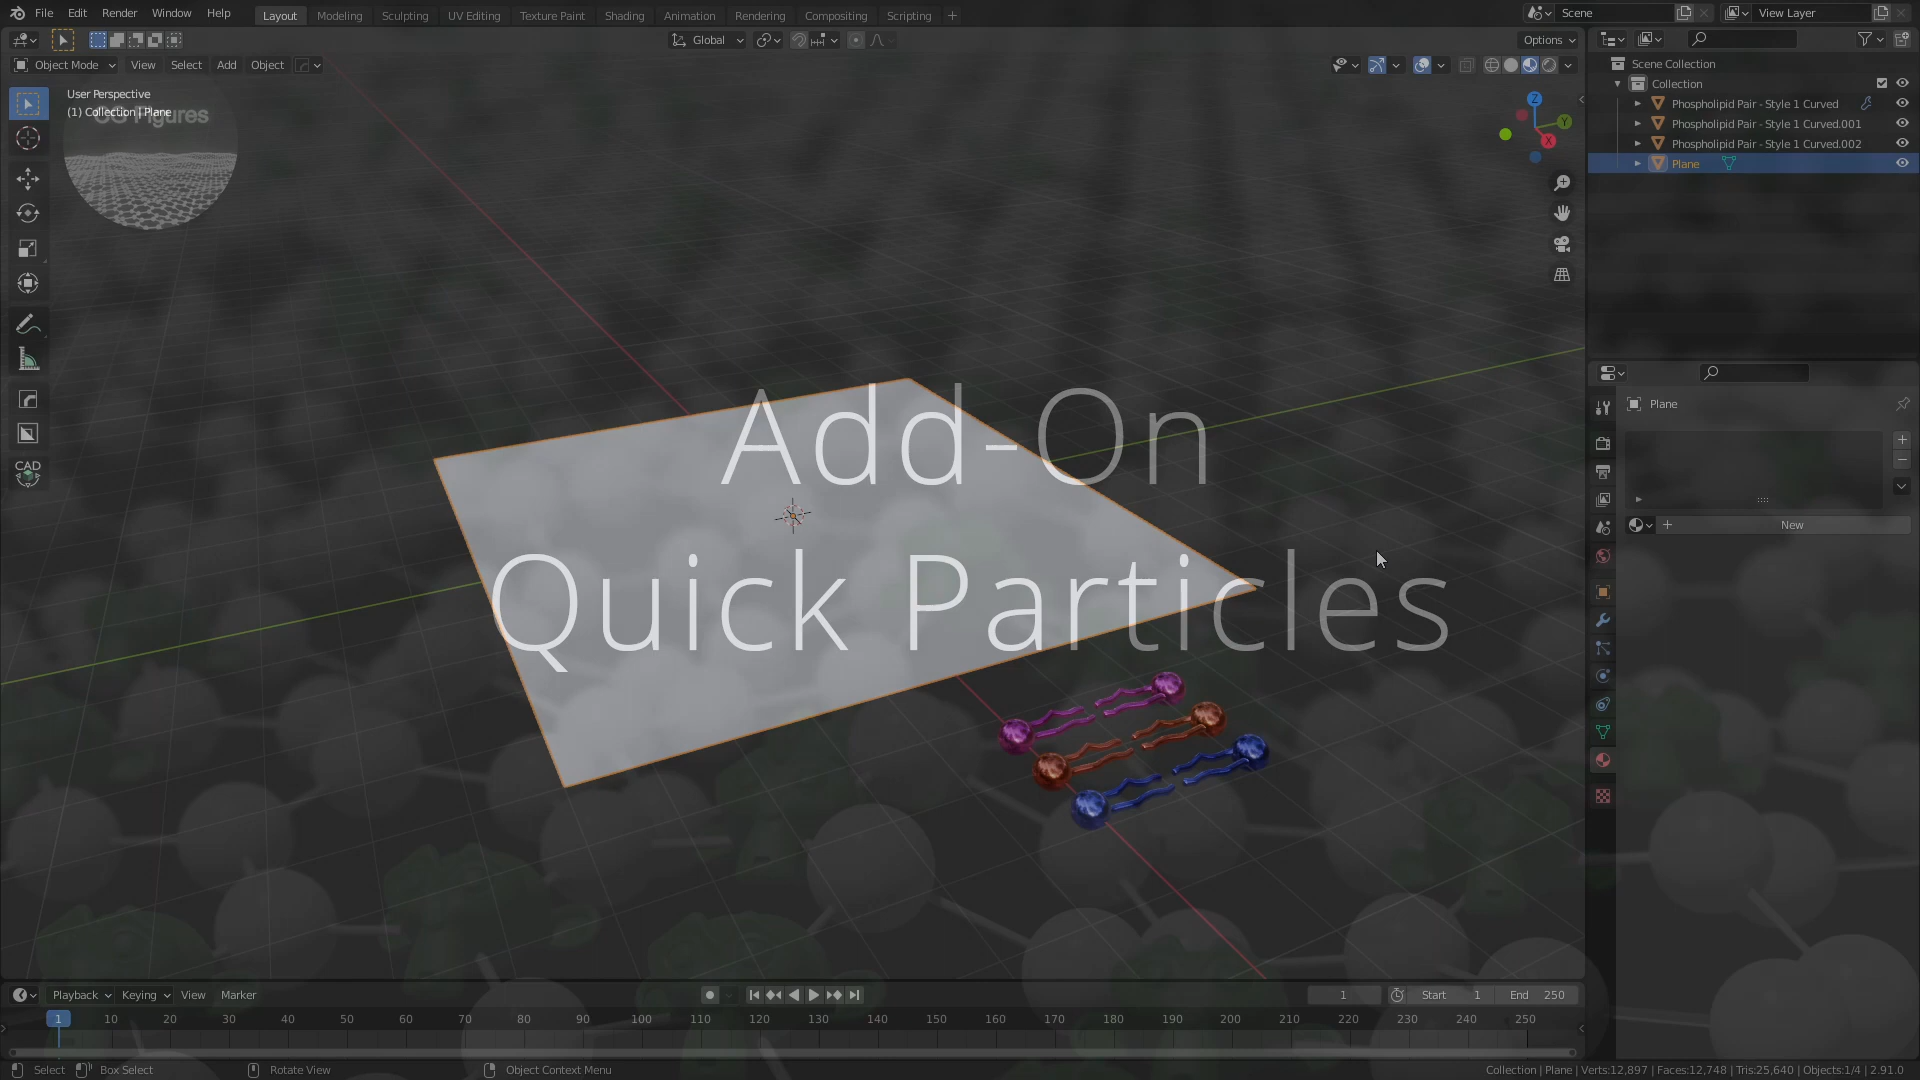 File Edit Render Window Help Layout Modeling Sculpting UV Editing Texture Paint Shading Animation Rendering Compositing Scripting + Scene View Layer
Global Options
Object Mode View Select Add Object
User Perspective
(1) Collection | Plane
CG Figures
Z
Y
X
Scene Collection
Collection
Phospholipid Pair - Style 1 Curved
Phospholipid Pair - Style 1 Curved.001
Phospholipid Pair - Style 1 Curved.002
Plane
Plane
New
CAD
Add-On
Quick Particles
Playback Keying View Marker 1 Start 1 End 250
1 10 20 30 40 50 60 70 80 90 100 110 120 130 140 150 160 170 180 190 200 210 220 230 240 250
Select Box Select Rotate View Object Context Menu Collection | Plane | Verts:12,897 | Faces:12,748 | Tris:25,640 | Objects:1/4 | 2.91.0